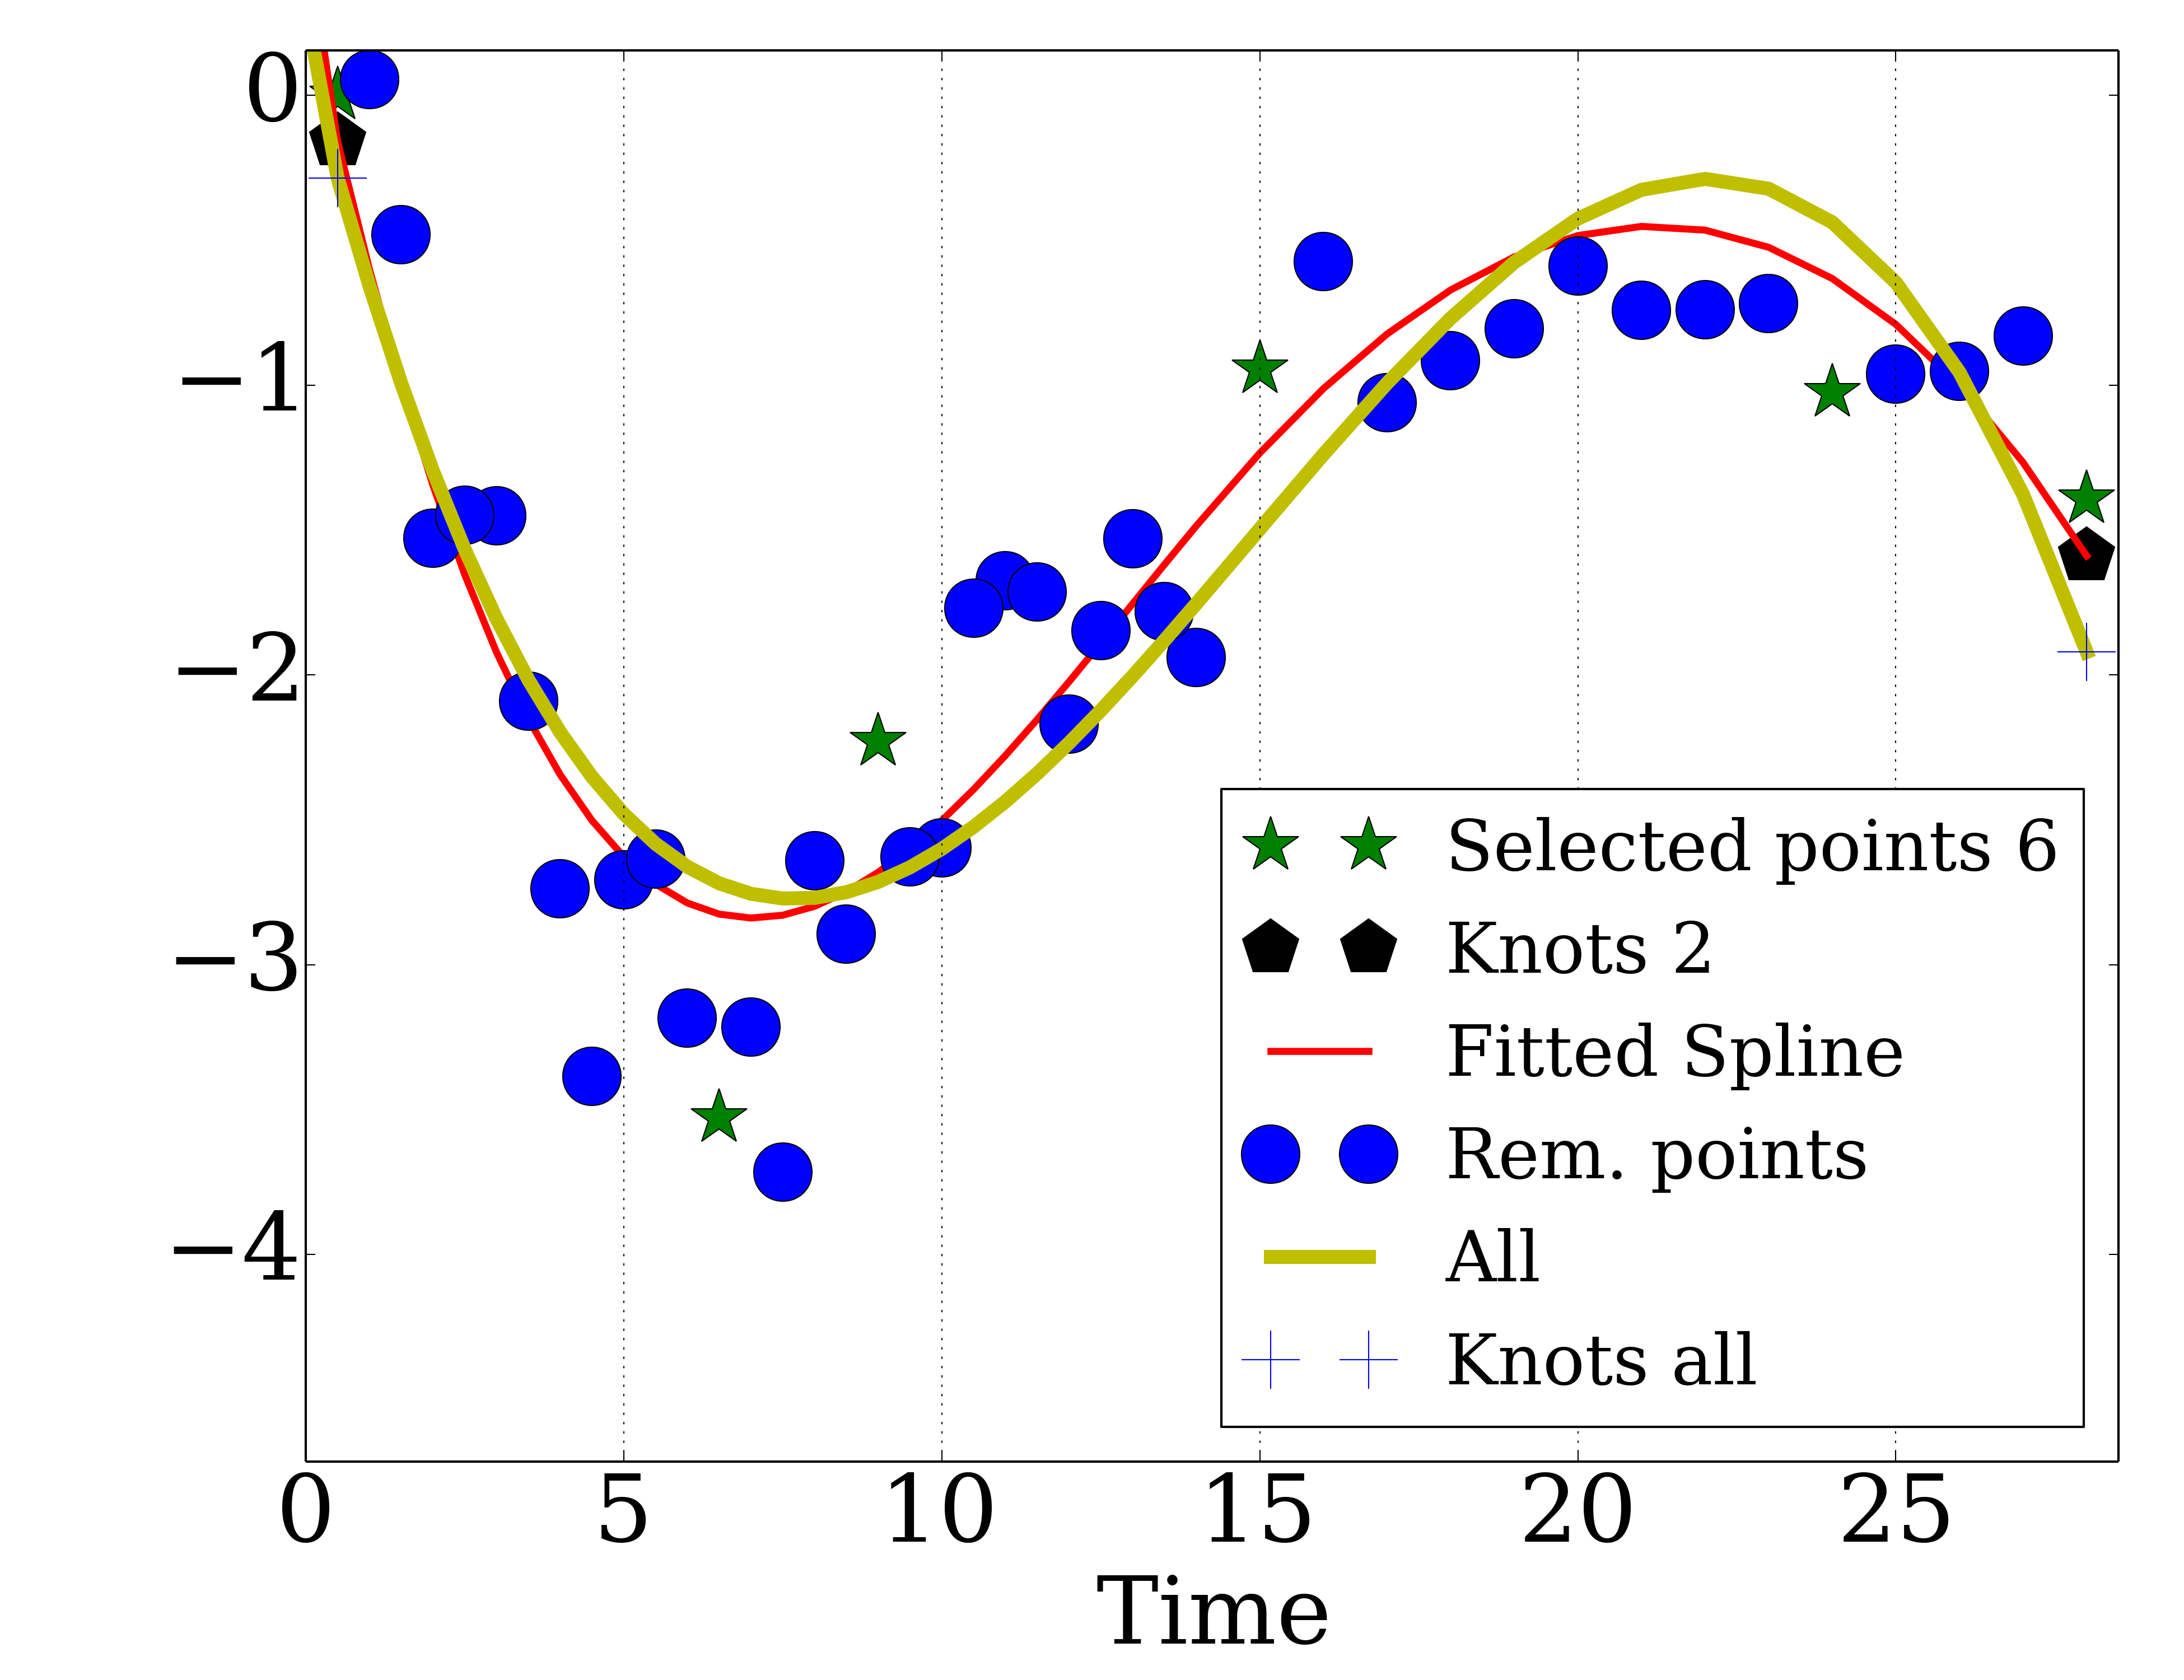 0
−1
−2
−3
−4
Selected points 6
Knots 2
Fitted Spline
Rem. points
All
Knots all
0 5 10 15 20 25
Time